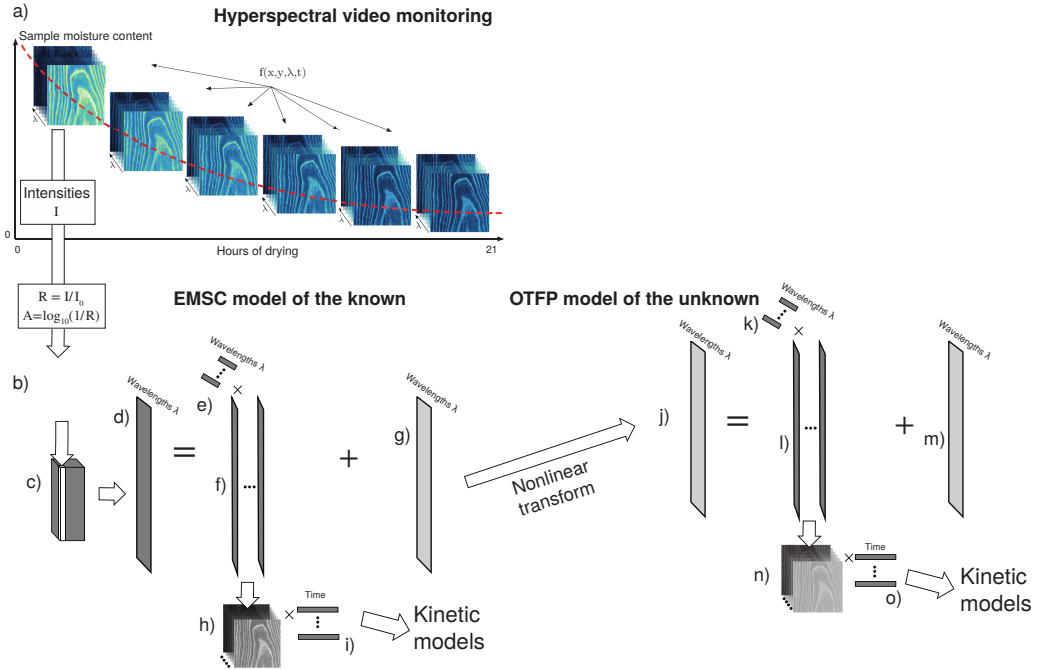 a)
Hyperspectral video monitoring
Sample moisture content
f(x,y,λ,t)
λ
λ
λ
λ
λ
λ
Intensities
I
0
0
Hours of drying
21
R = I/I₀
A=log₁₀(1/R)
EMSC model of the known
OTFP model of the unknown
b)
c)
d)
Wavelengths λ
=
e)
Wavelengths λ
×
f)
...
+
g)
Wavelengths λ
h)
×
Time
i)
Kinetic
models
Nonlinear
transform
j)
Wavelengths λ
=
k)
Wavelengths λ
×
l)
...
+
m)
Wavelengths λ
n)
×
Time
o)
Kinetic
models